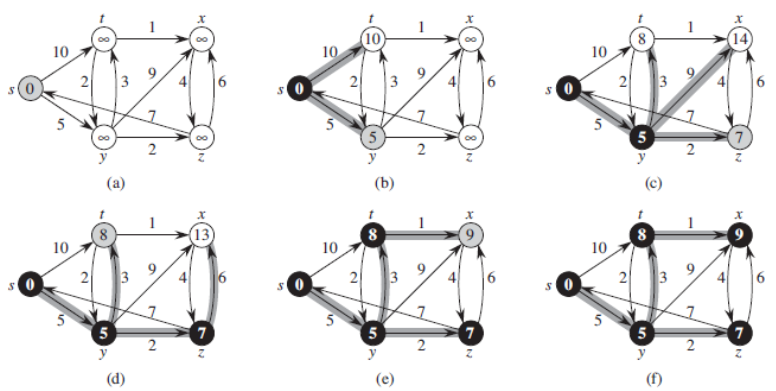 t 1 x t 1 x t 1 x
∞ ∞ 10 ∞ 8 14
10 10 10
9 9 9
s 0 2 3 4 6 s 0 2 3 4 6 s 0 2 3 4 6
5 7 5 7 5 7
∞ ∞ 5 ∞ 5 7
y 2 z y 2 z y 2 z
(a) (b) (c)
t 1 x t 1 x t 1 x
8 13 8 9 8 9
10 10 10
9 9 9
s 0 2 3 4 6 s 0 2 3 4 6 s 0 2 3 4 6
5 7 5 7 5 7
5 7 5 7 5 7
y 2 z y 2 z y 2 z
(d) (e) (f)